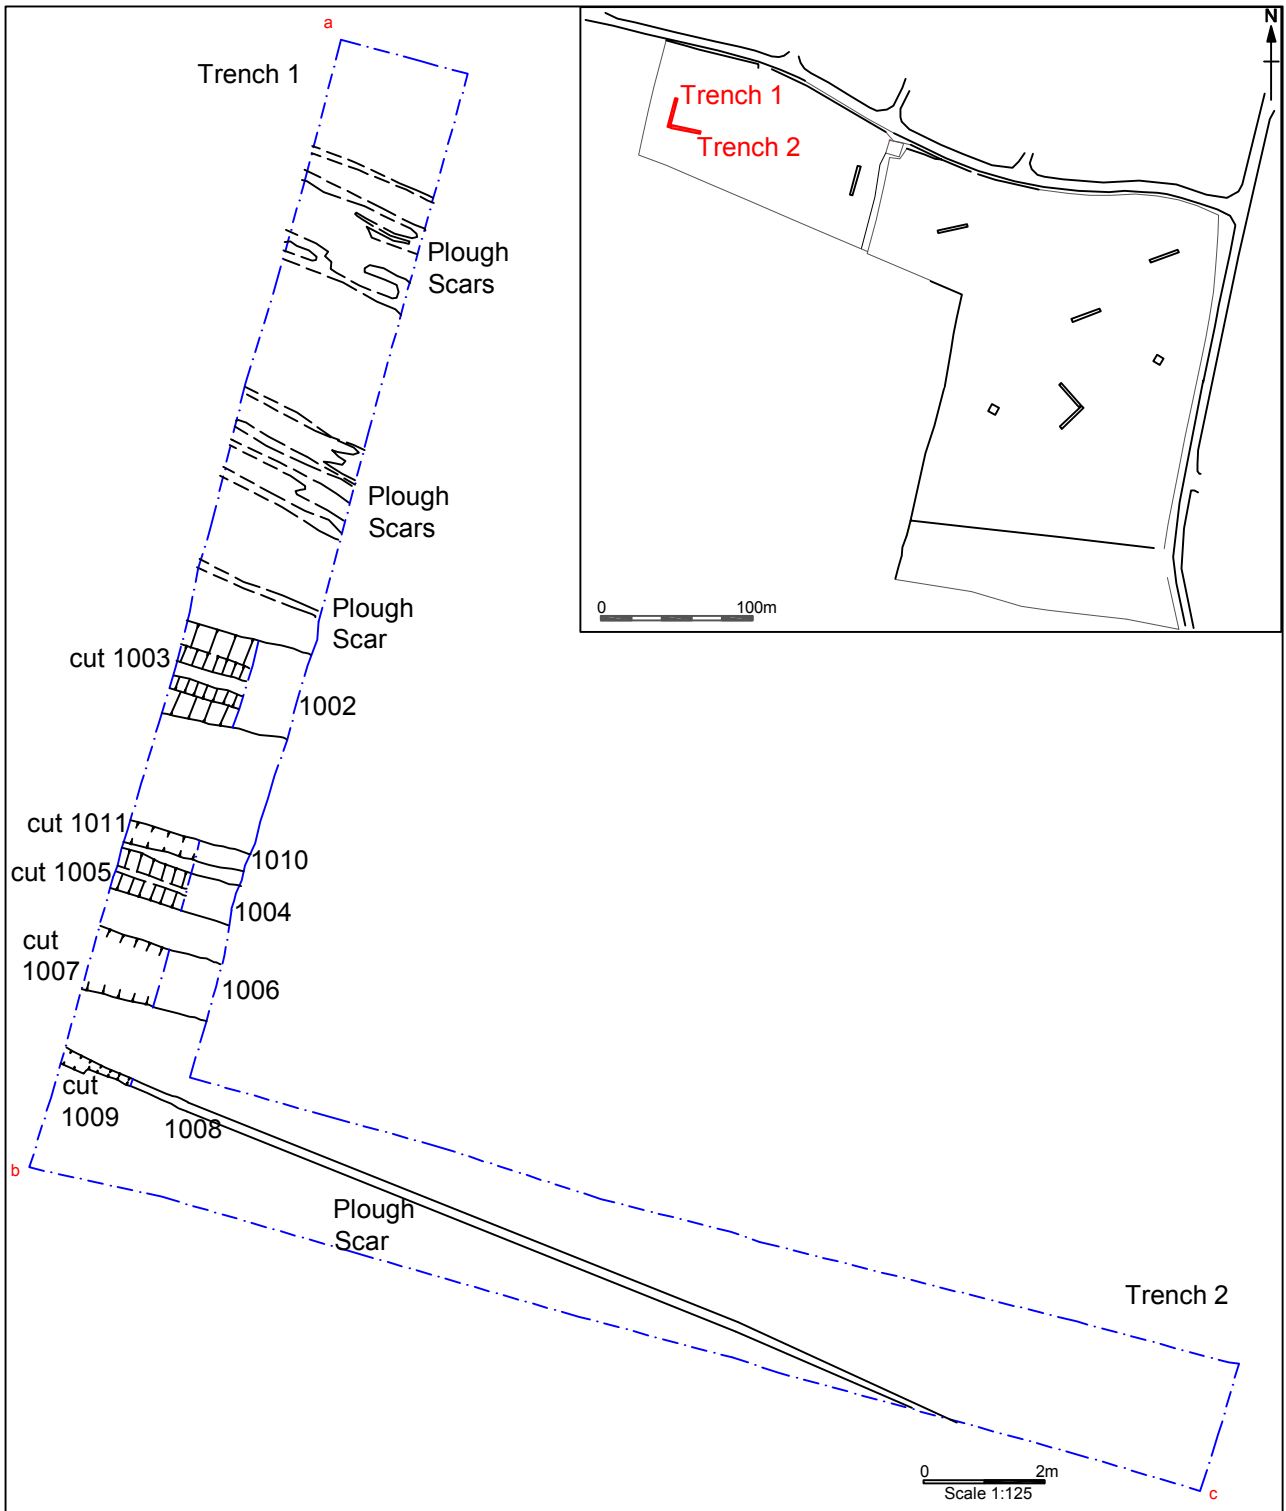 a
Trench 1
N
Trench 1
Trench 2
Plough
Scars
Plough
Scars
0 100m
Plough
Scar
cut 1003
1002
cut 1011
1010
cut 1005
1004
cut
1007
1006
cut
1009
1008
b
Plough
Scar
Trench 2
0 2m
Scale 1:125
c